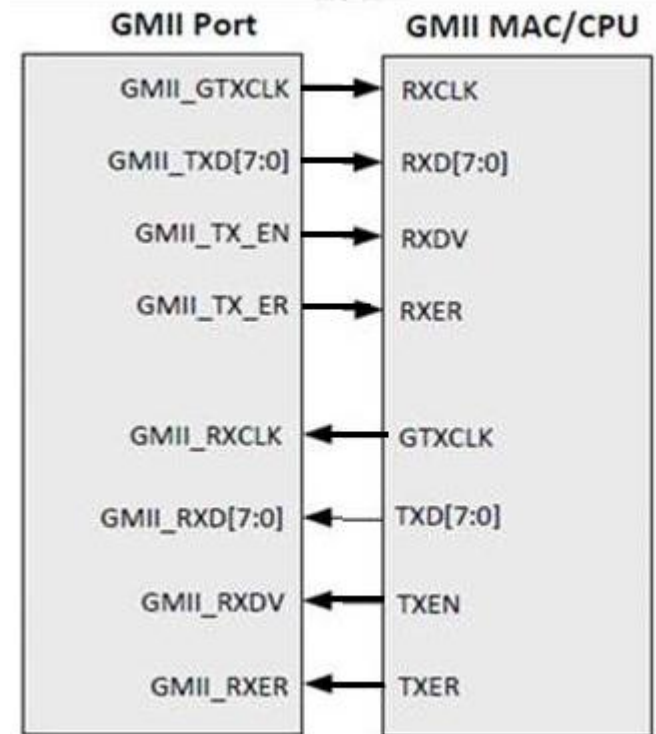 GMII Port GMII MAC/CPU
GMII_GTXCLK RXCLK
GMII_TXD[7:0] RXD[7:0]
GMII_TX_EN RXDV
GMII_TX_ER RXER
GMII_RXCLK GTXCLK
GMII_RXD[7:0] TXD[7:0]
GMII_RXDV TXEN
GMII_RXER TXER